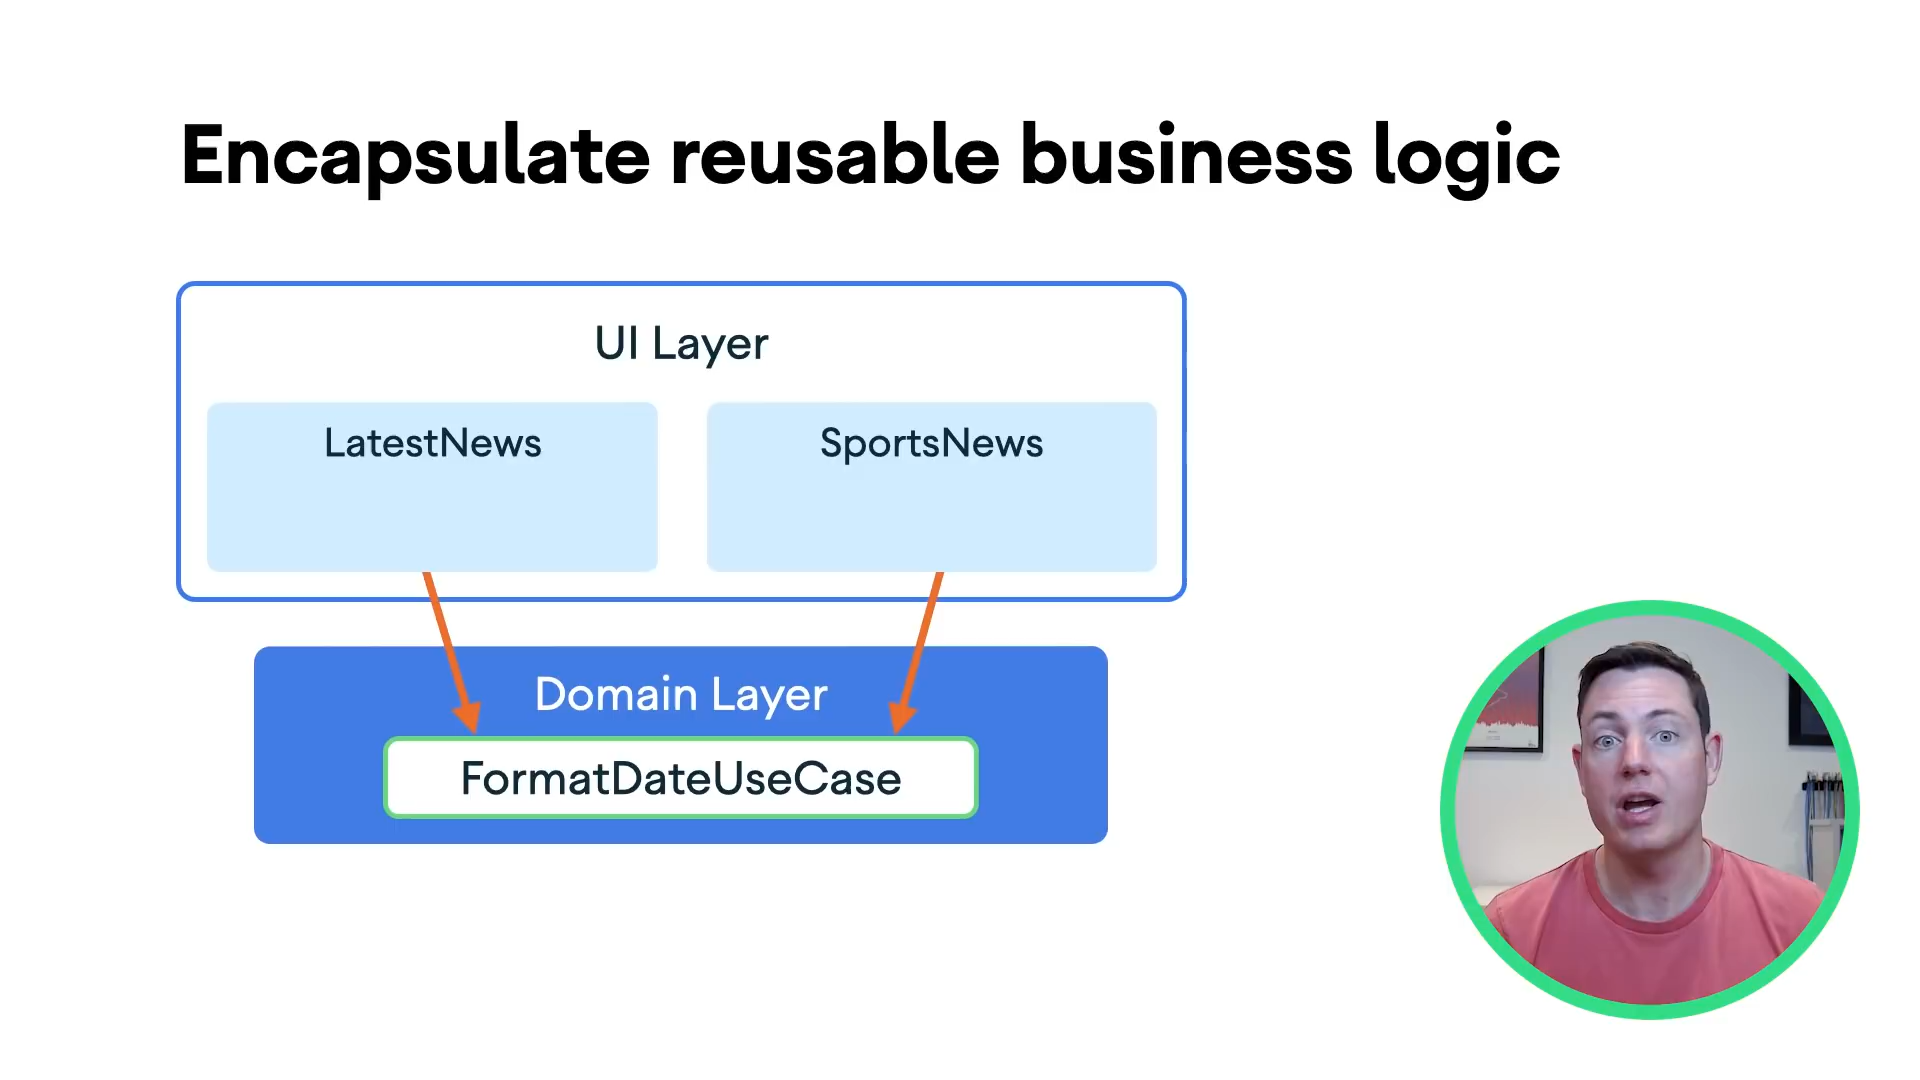 Encapsulate reusable business logic
UI Layer
LatestNews
SportsNews
Domain Layer
FormatDateUseCase